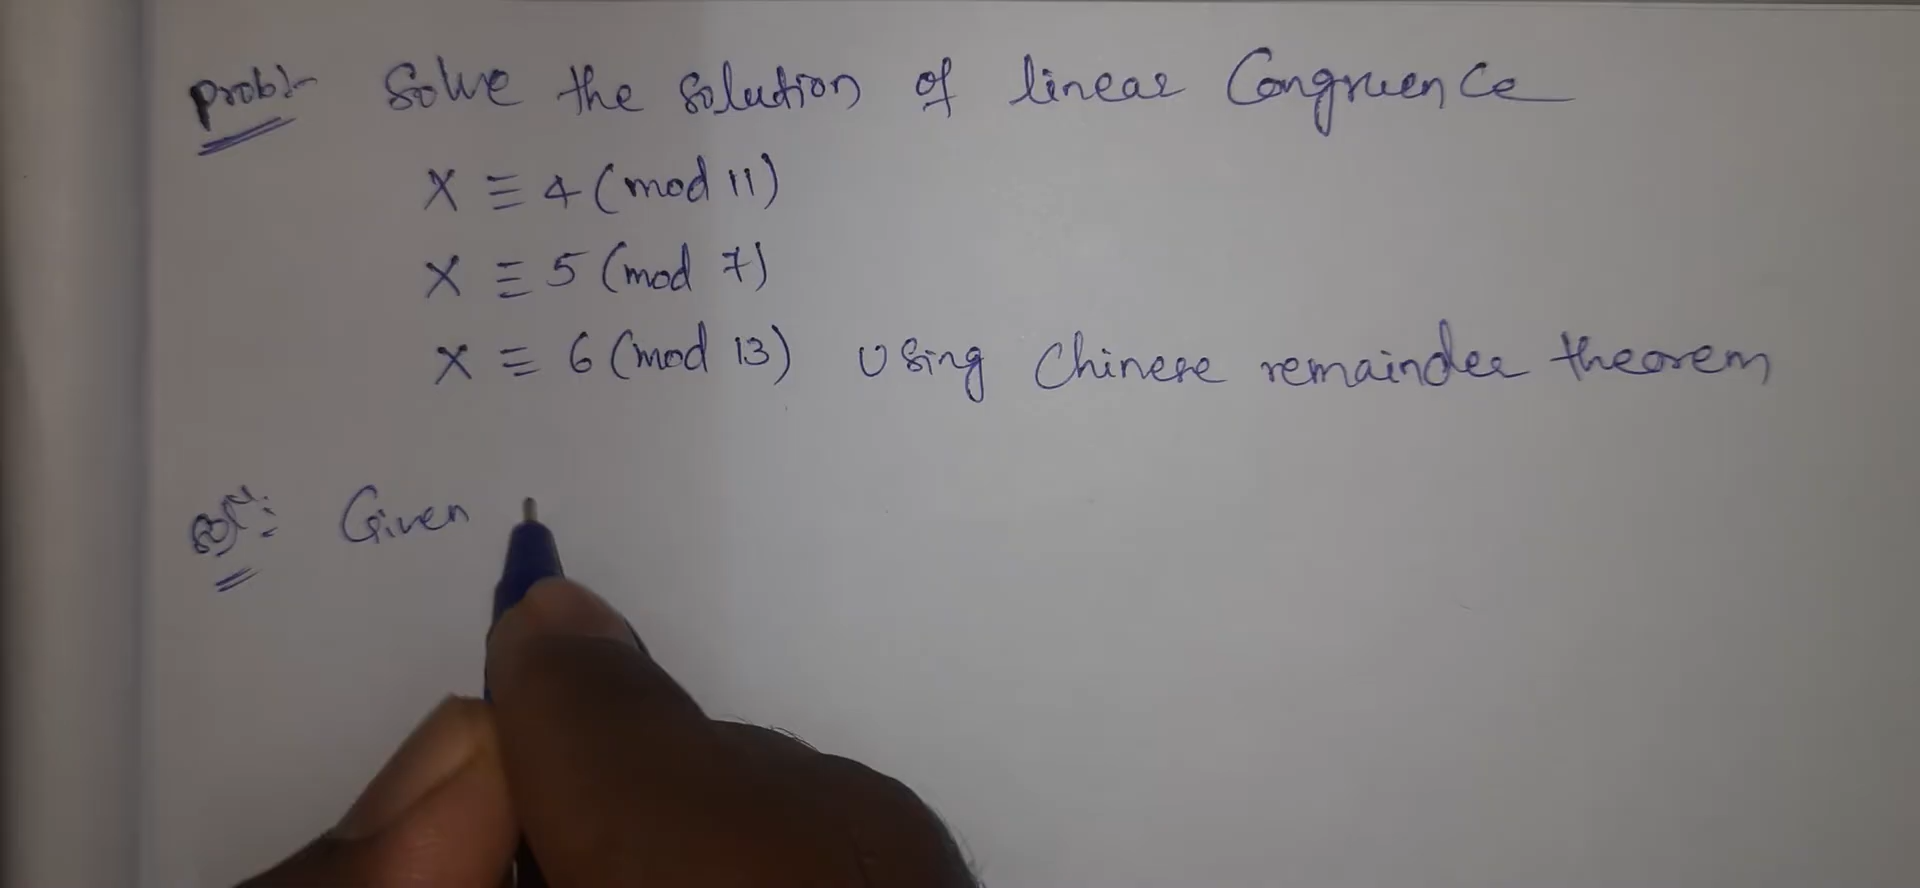 Prob:- Solve the solution of linear Congruence
X ≡ 4 (mod 11)
X ≡ 5 (mod 7)
X ≡ 6 (mod 13) Using Chinese remainder theorem
Sol: Given